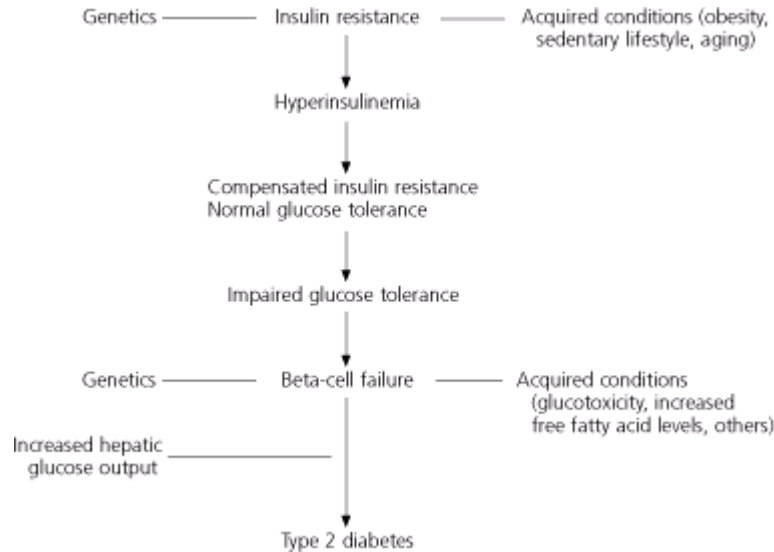 Genetics
Insulin resistance
Acquired conditions (obesity,
sedentary lifestyle, aging)
Hyperinsulinemia
Compensated insulin resistance
Normal glucose tolerance
Impaired glucose tolerance
Genetics
Beta-cell failure
Acquired conditions
(glucotoxicity, increased
free fatty acid levels, others)
Increased hepatic
glucose output
Type 2 diabetes